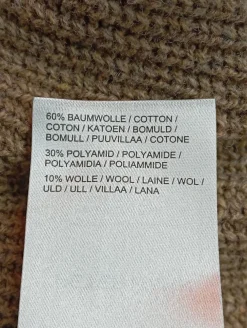 60% BAUMWOLLE / COTTON /
COTON / KATOEN / BOMULD /
BOMULL / PUUVILLAA / COTONE
30% POLYAMID / POLYAMIDE /
POLYAMIDIA / POLIAMMIDE
10% WOLLE / WOOL / LAINE / WOL /
ULD / ULL / VILLAA / LANA